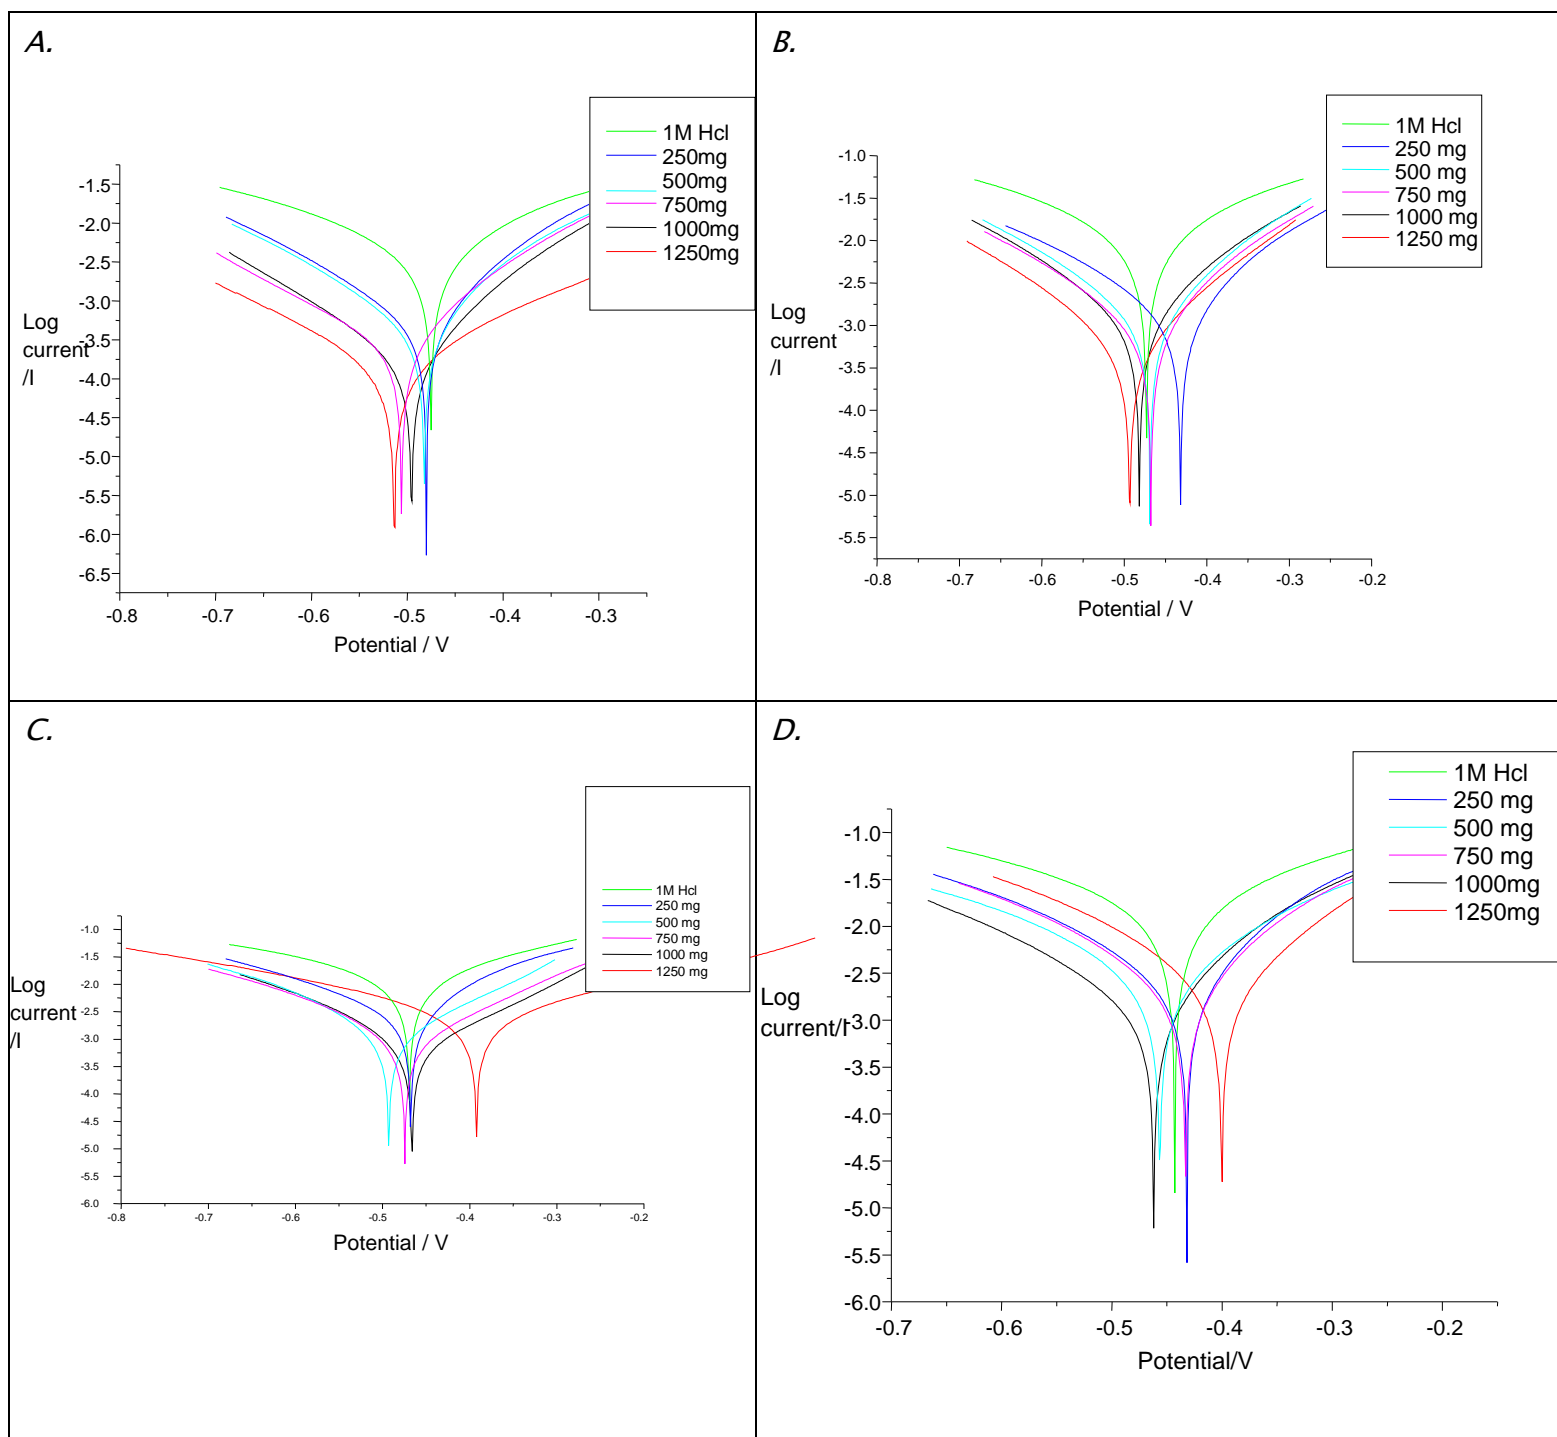 A.
1M Hcl
250mg
500mg
750mg
1000mg
1250mg
-1.5
-2.0
-2.5
-3.0
-3.5
-4.0
-4.5
-5.0
-5.5
-6.0
-6.5
Log
current
/I
-0.8 -0.7 -0.6 -0.5 -0.4 -0.3
Potential / V
B.
1M Hcl
250 mg
500 mg
750 mg
1000 mg
1250 mg
-1.0
-1.5
-2.0
-2.5
-3.0
-3.5
-4.0
-4.5
-5.0
-5.5
Log
current
/I
-0.8 -0.7 -0.6 -0.5 -0.4 -0.3 -0.2
Potential / V
C.
1M Hcl
250 mg
500 mg
750 mg
1000 mg
1250 mg
-1.0
-1.5
-2.0
-2.5
-3.0
-3.5
-4.0
-4.5
-5.0
-5.5
-6.0
Log
current
/I
-0.8 -0.7 -0.6 -0.5 -0.4 -0.3 -0.2
Potential / V
D.
1M Hcl
250 mg
500 mg
750 mg
1000mg
1250mg
-1.0
-1.5
-2.0
-2.5
-3.0
-3.5
-4.0
-4.5
-5.0
-5.5
-6.0
Log
current/I
-0.7 -0.6 -0.5 -0.4 -0.3 -0.2
Potential/V